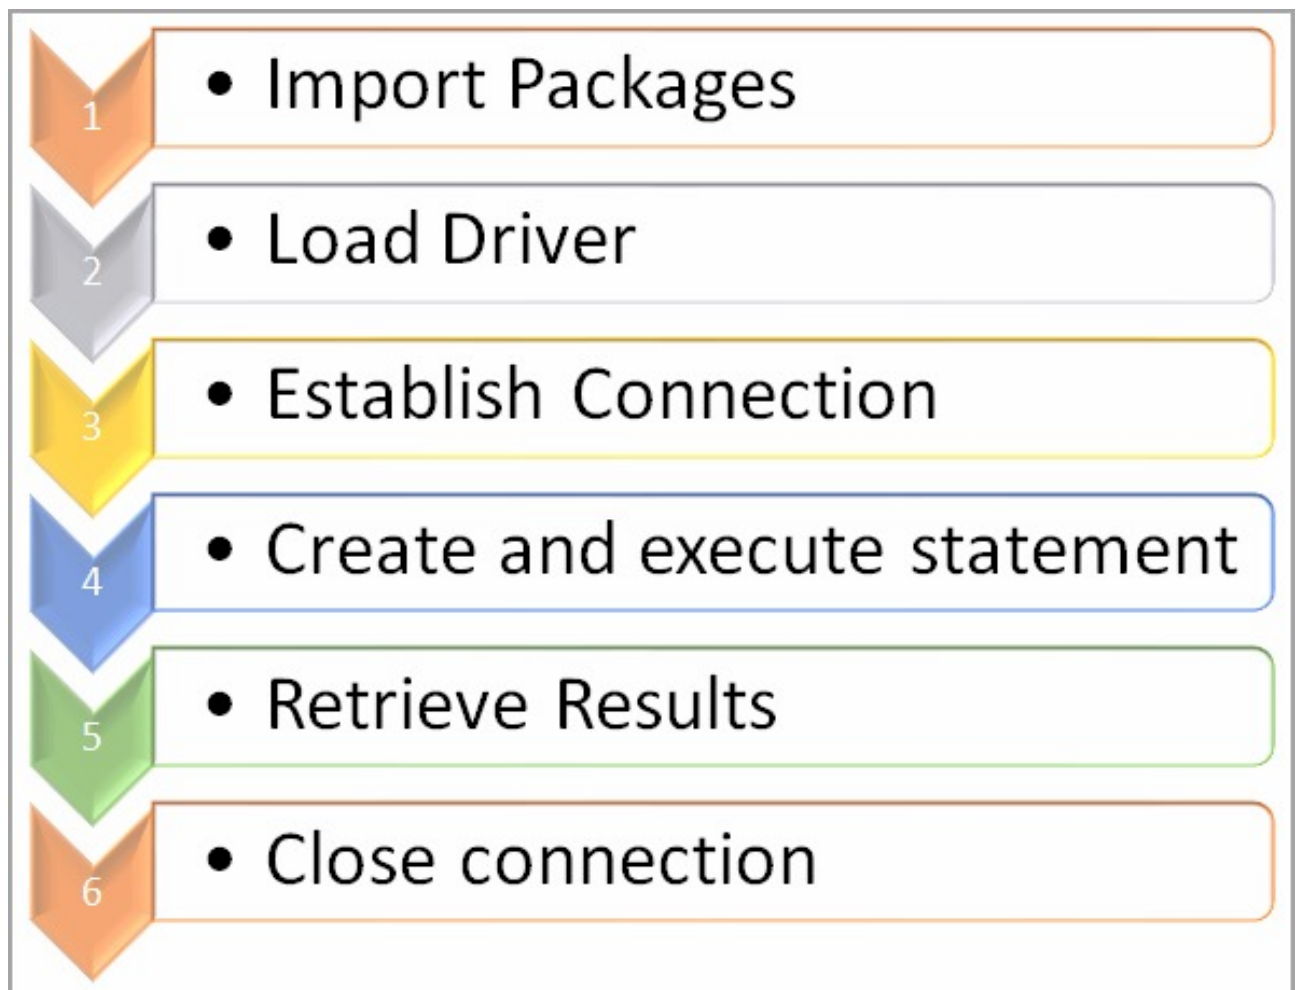 1 • Import Packages
2 • Load Driver
3 • Establish Connection
4 • Create and execute statement
5 • Retrieve Results
6 • Close connection